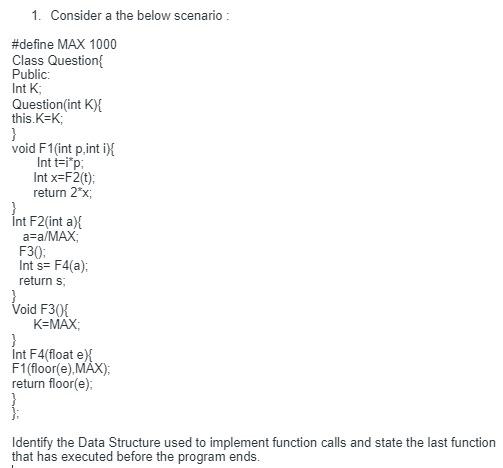 1. Consider a the below scenario :
#define MAX 1000
Class Question{
Public:
Int K;
Question(int K){
this.K=K;
}
void F1(int p,int i){
Int t=i*p;
Int x=F2(t);
return 2*x;
}
Int F2(int a){
a=a/MAX;
F3();
Int s= F4(a);
return s;
}
Void F3(){
K=MAX;
}
Int F4(float e){
F1(floor(e),MAX);
return floor(e);
}
};
Identify the Data Structure used to implement function calls and state the last function
that has executed before the program ends.